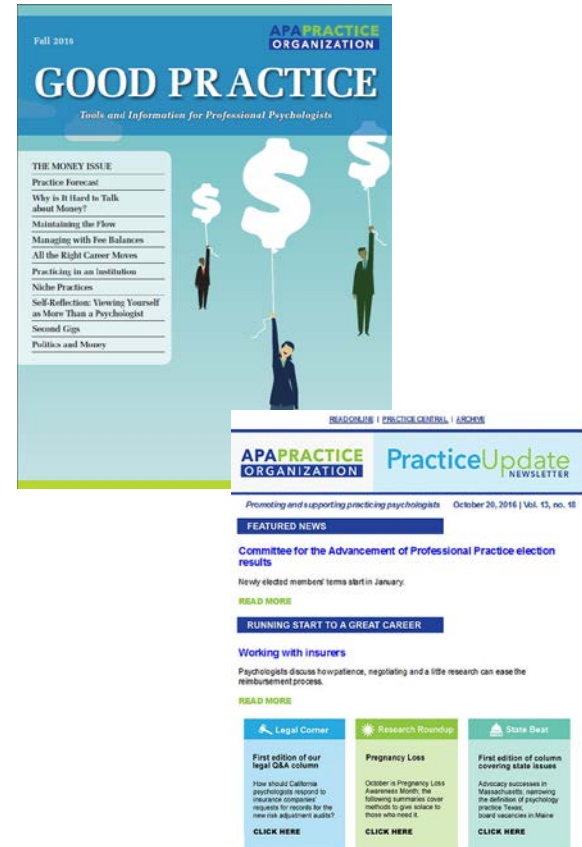 Fall 2016
APAPRACTICE
ORGANIZATION
GOOD PRACTICE
Tools and Information for Professional Psychologists
THE MONEY ISSUE
Practice Forecast
Why is It Hard to Talk
about Money?
Maintaining the Flow
Managing with Fee Balances
All the Right Career Moves
Practicing in an Institution
Niche Practices
Self-Reflection: Viewing Yourself
as More Than a Psychologist
Second Gigs
Politics and Money
$
$
$
READ ONLINE | PRACTICE CENTRAL | ARCHIVE
APAPRACTICE
ORGANIZATION
PracticeUpdate
NEWSLETTER
Promoting and supporting practicing psychologists October 20, 2016 | Vol. 13, no. 18
FEATURED NEWS
Committee for the Advancement of Professional Practice election
results
Newly elected members' terms start in January.
READ MORE
RUNNING START TO A GREAT CAREER
Working with insurers
Psychologists discuss how patience, negotiating and a little research can ease the
reimbursement process.
READ MORE
Legal Corner
First edition of our
legal Q&A column
How should California
psychologists respond to
insurance companies'
requests for records for the
new risk adjustment audits?
CLICK HERE
Research Roundup
Pregnancy Loss
October is Pregnancy Loss
Awareness Month; the
following summaries cover
methods to give solace to
those who need it.
CLICK HERE
State Beat
First edition of column
covering state issues
Advocacy successes in
Massachusetts; narrowing
the definition of psychology
practice Texas;
board vacancies in Maine
CLICK HERE